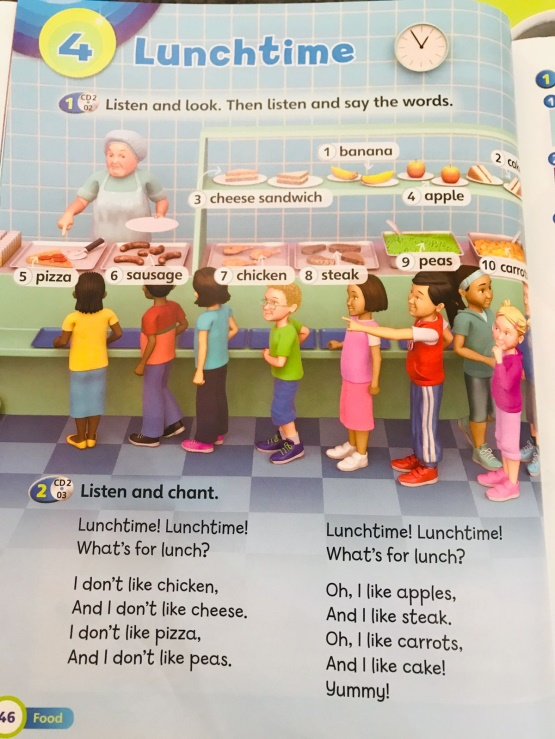 4 Lunchtime
1 CD2 02 Listen and look. Then listen and say the words.
1 banana
2
3 cheese sandwich
4 apple
5 pizza
6 sausage
7 chicken
8 steak
9 peas
10
2 CD2 03 Listen and chant.
Lunchtime! Lunchtime!
What's for lunch?
I don't like chicken,
And I don't like cheese.
I don't like pizza,
And I don't like peas.
Lunchtime! Lunchtime!
What's for lunch?
Oh, I like apples,
And I like steak.
Oh, I like carrots,
And I like cake!
Yummy!
46 Food